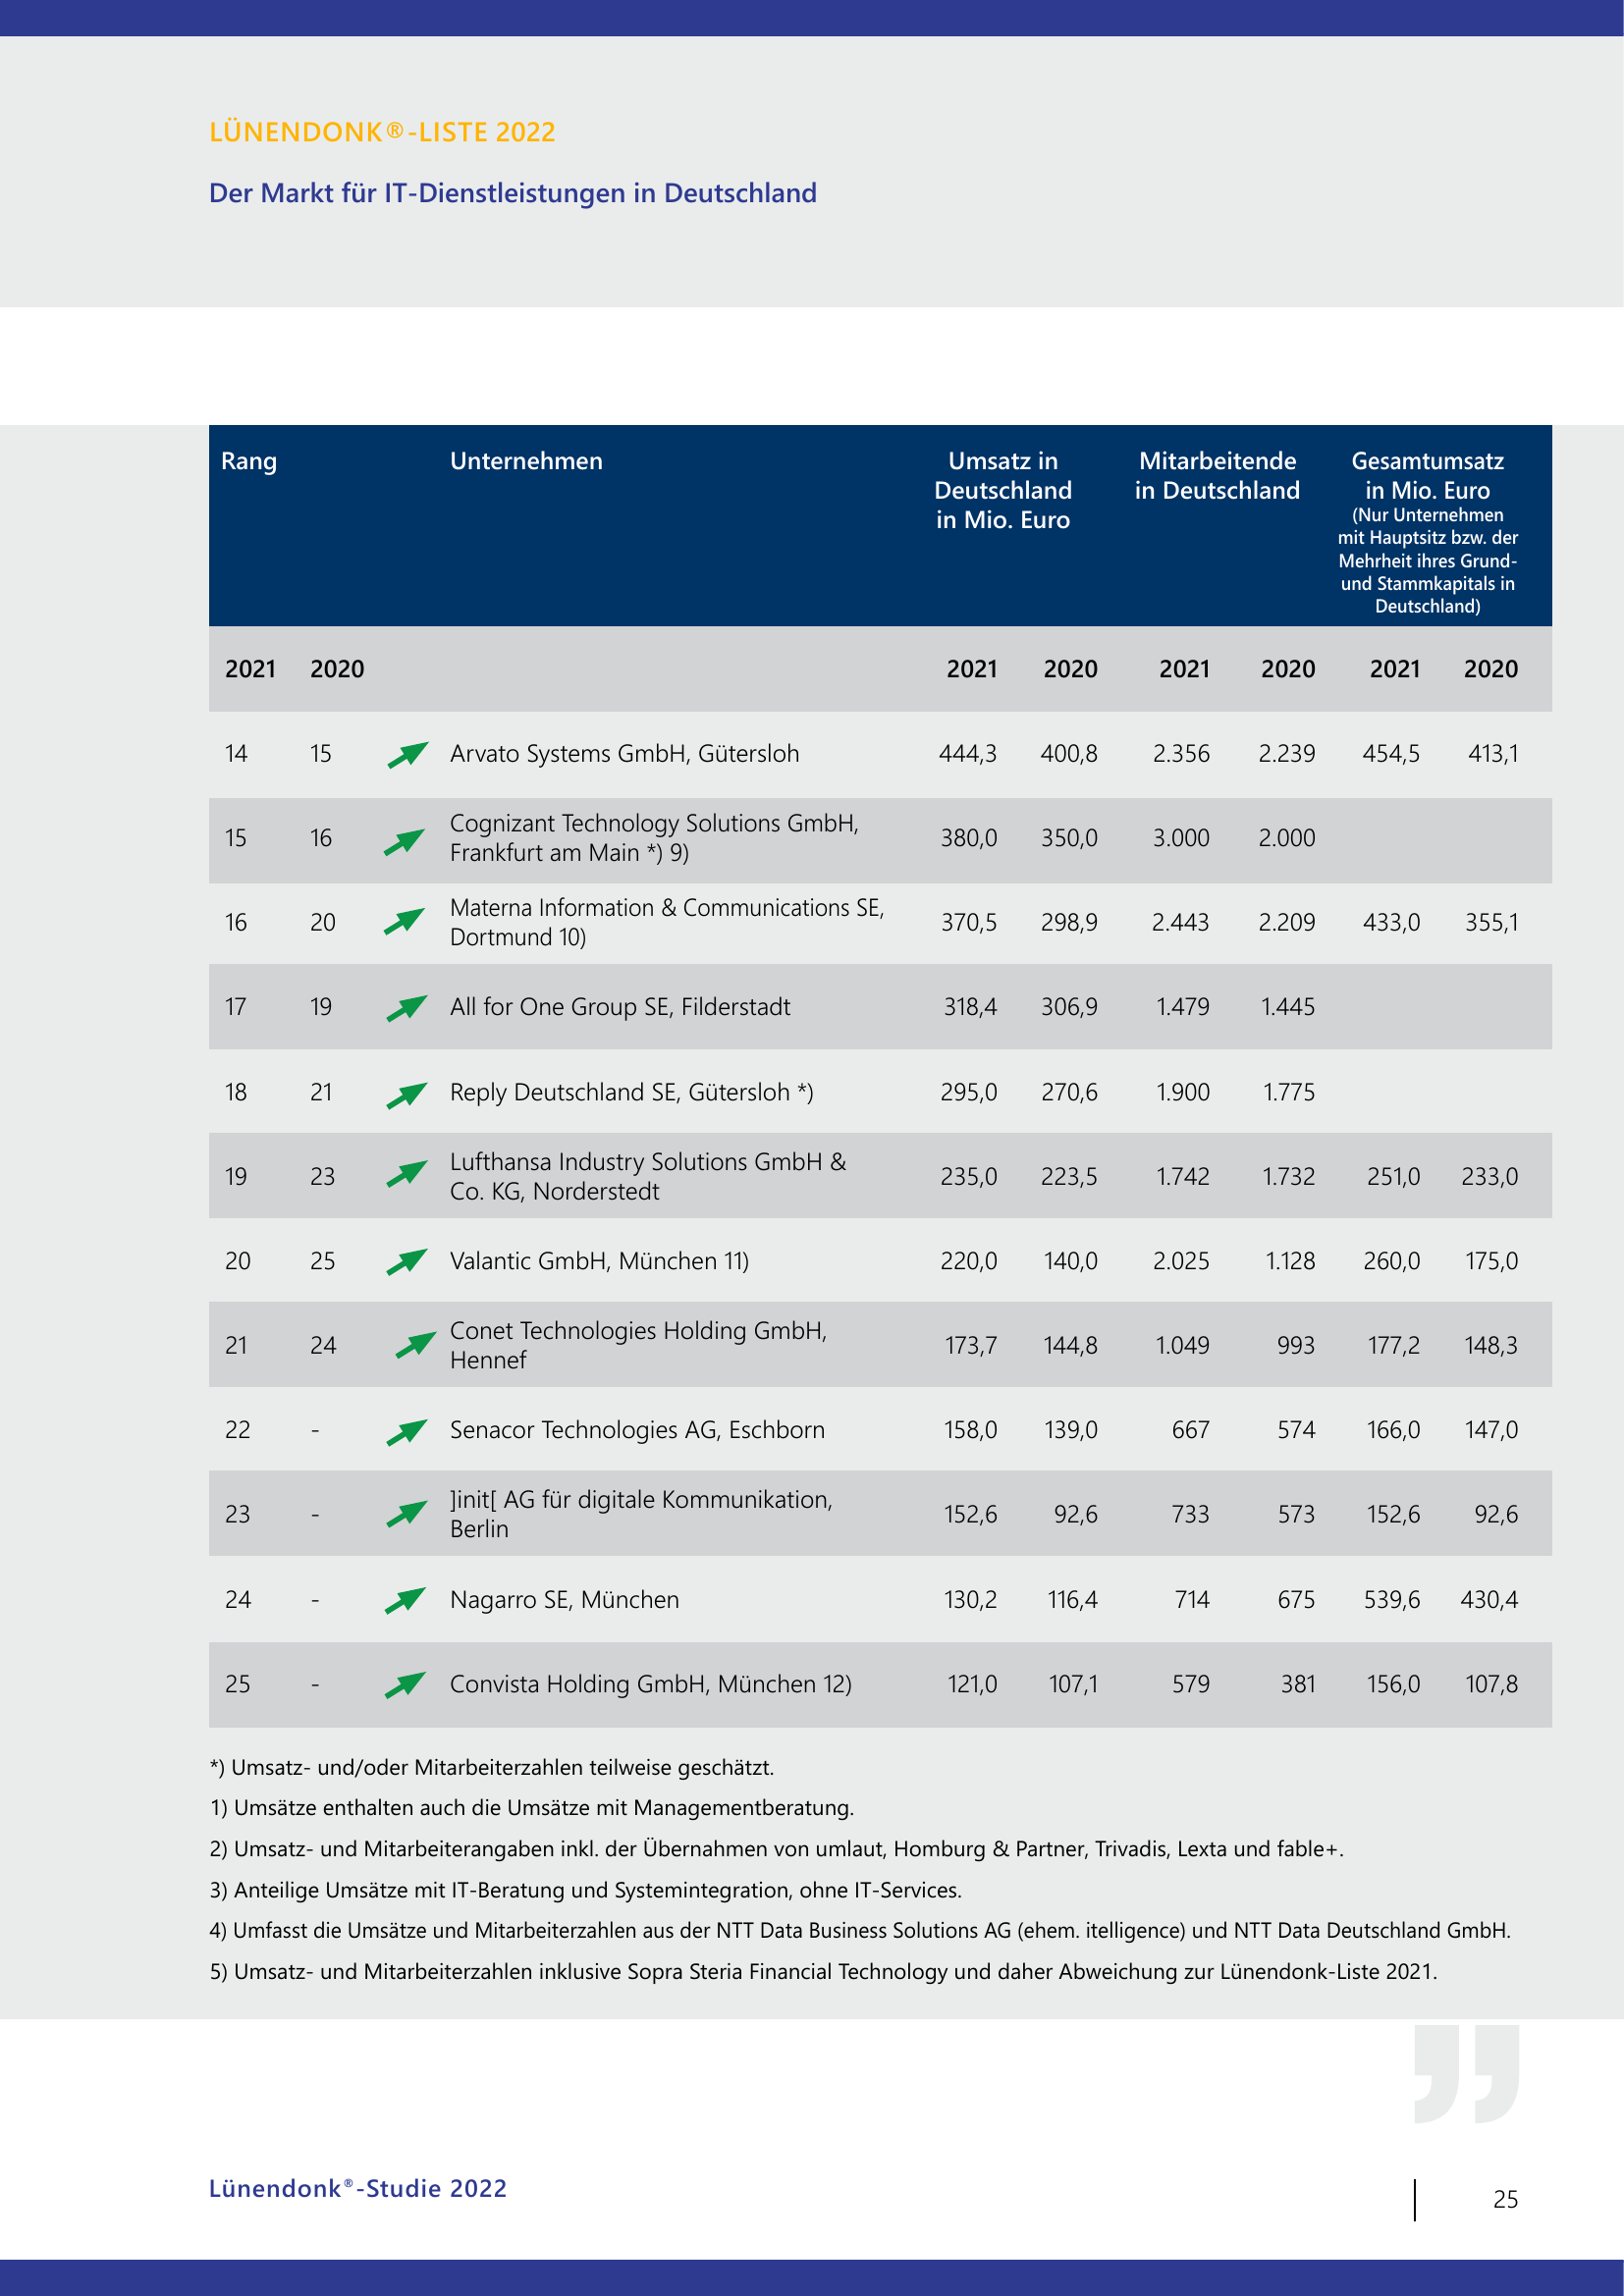 LÜNENDONK®-LISTE 2022
Der Markt für IT-Dienstleistungen in Deutschland
Rang Unternehmen Umsatz in Deutschland in Mio. Euro Mitarbeitende in Deutschland Gesamtumsatz in Mio. Euro (Nur Unternehmen mit Hauptsitz bzw. der Mehrheit ihres Grund- und Stammkapitals in Deutschland)
2021 2020 2021 2020 2021 2020 2021 2020
14 15 Arvato Systems GmbH, Gütersloh 444,3 400,8 2.356 2.239 454,5 413,1
15 16 Cognizant Technology Solutions GmbH, Frankfurt am Main *) 9) 380,0 350,0 3.000 2.000
16 20 Materna Information & Communications SE, Dortmund 10) 370,5 298,9 2.443 2.209 433,0 355,1
17 19 All for One Group SE, Filderstadt 318,4 306,9 1.479 1.445
18 21 Reply Deutschland SE, Gütersloh *) 295,0 270,6 1.900 1.775
19 23 Lufthansa Industry Solutions GmbH & Co. KG, Norderstedt 235,0 223,5 1.742 1.732 251,0 233,0
20 25 Valantic GmbH, München 11) 220,0 140,0 2.025 1.128 260,0 175,0
21 24 Conet Technologies Holding GmbH, Hennef 173,7 144,8 1.049 993 177,2 148,3
22 - Senacor Technologies AG, Eschborn 158,0 139,0 667 574 166,0 147,0
23 - ]init[ AG für digitale Kommunikation, Berlin 152,6 92,6 733 573 152,6 92,6
24 - Nagarro SE, München 130,2 116,4 714 675 539,6 430,4
25 - Convista Holding GmbH, München 12) 121,0 107,1 579 381 156,0 107,8
*) Umsatz- und/oder Mitarbeiterzahlen teilweise geschätzt.
1) Umsätze enthalten auch die Umsätze mit Managementberatung.
2) Umsatz- und Mitarbeiterangaben inkl. der Übernahmen von umlaut, Homburg & Partner, Trivadis, Lexta und fable+.
3) Anteilige Umsätze mit IT-Beratung und Systemintegration, ohne IT-Services.
4) Umfasst die Umsätze und Mitarbeiterzahlen aus der NTT Data Business Solutions AG (ehem. itelligence) und NTT Data Deutschland GmbH.
5) Umsatz- und Mitarbeiterzahlen inklusive Sopra Steria Financial Technology und daher Abweichung zur Lünendonk-Liste 2021.
Lünendonk®-Studie 2022
25